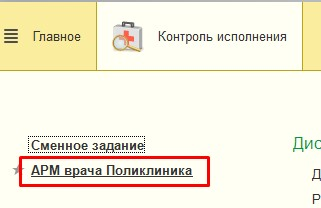 Главное
Контроль исполнения
Сменное задание
Дис
АРМ врача Поликлиника
Д
Р